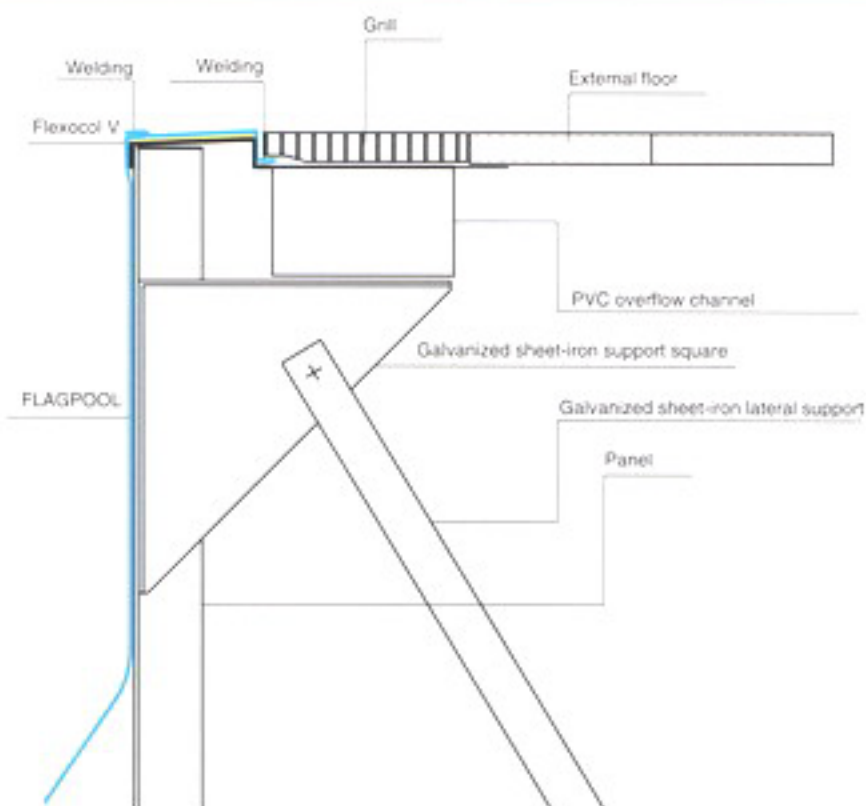 Grill
Welding
Welding
External floor
Flexocol V
PVC overflow channel
Galvanized sheet-iron support square
FLAGPOOL
Galvanized sheet-iron lateral support
Panel